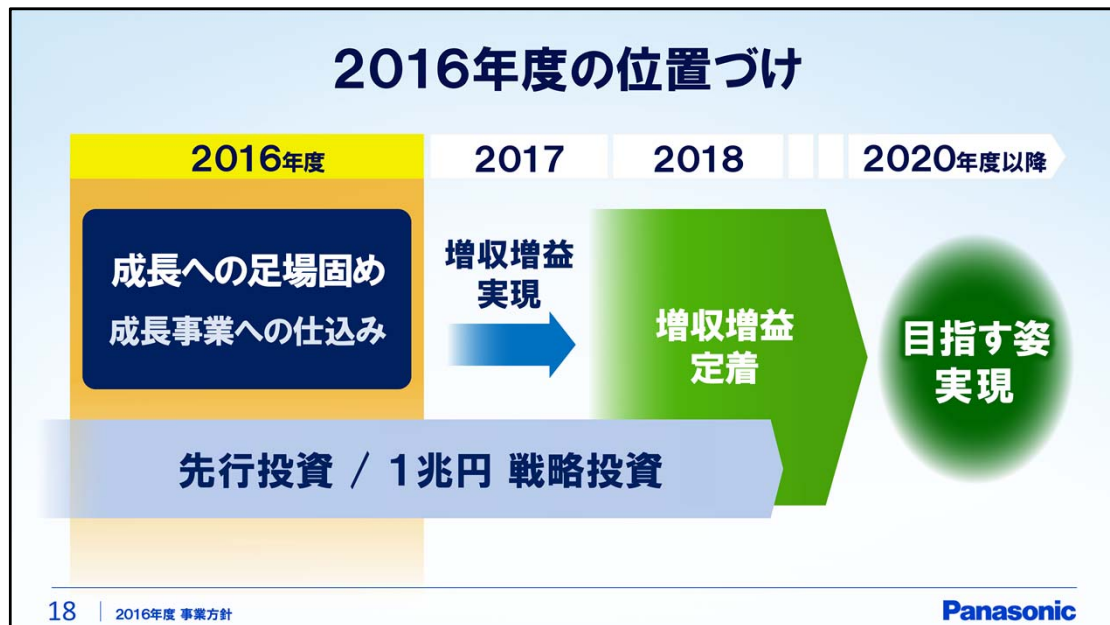 2016年度の位置づけ
2016年度
2017
2018
2020年度以降
成長への足場固め
成長事業への仕込み
増収増益
実現
増収増益
定着
目指す姿
実現
先行投資 / 1兆円 戦略投資
18 | 2016年度 事業方針
Panasonic